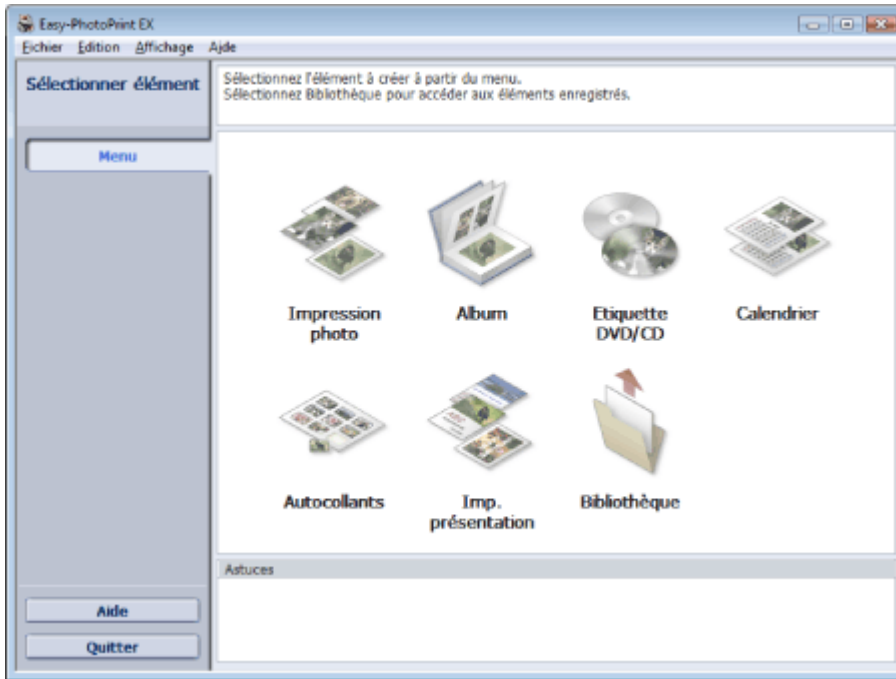 Easy-PhotoPrint EX
Fichier Edition Affichage Ajde
Sélectionner élément
Sélectionnez l'élément à créer à partir du menu.
Sélectionnez Bibliothèque pour accéder aux éléments enregistrés.
Menu
Impression
photo
Album
Etiquette
DVD/CD
Calendrier
Autocollants
Imp.
présentation
Bibliothèque
Astuces
Aide
Quitter